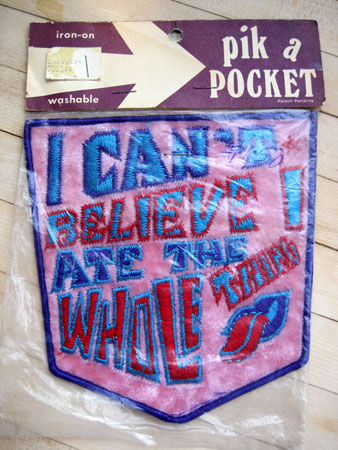 iron-on
washable
pik a
POCKET
Patent Pending
I CAN'T
BELIEVE I
ATE THE
WHOLE THING